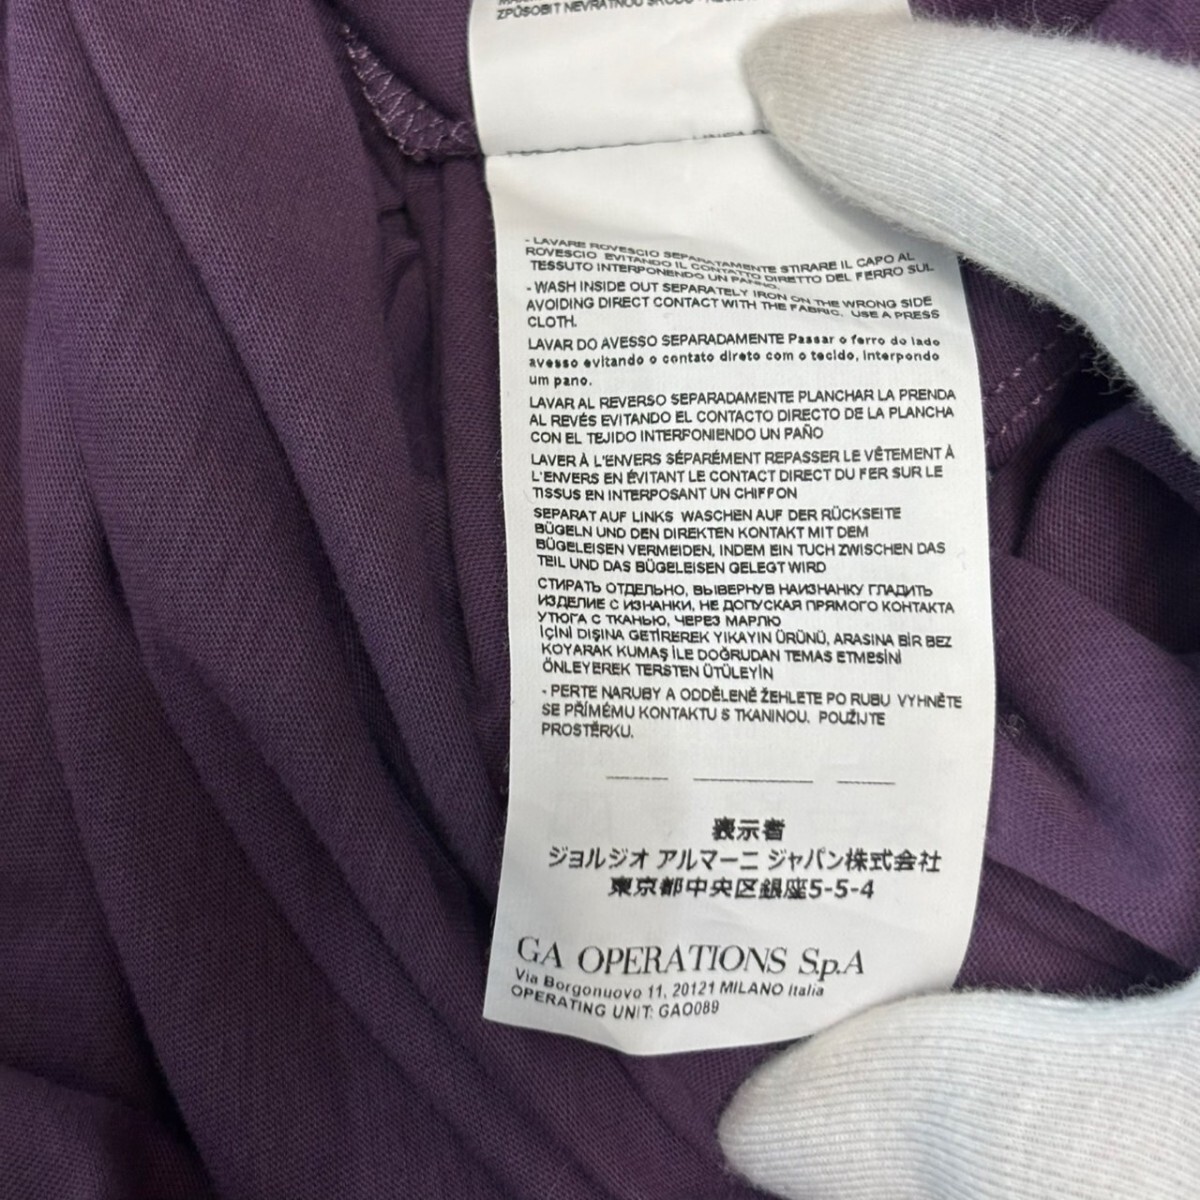 ZPŮSOBIT NEVRATNOU
- LAVARE ROVESCIO SEPARATAMENTE STIRARE IL CAPO AL
ROVESCIO EVITANDO IL CONTATTO DIRETTO DEL FERRO SUL
TESSUTO INTERPONENDO UN PANNO.
- WASH INSIDE OUT SEPARATELY IRON ON THE WRONG SIDE
AVOIDING DIRECT CONTACT WITH THE FABRIC. USE A PRESS
CLOTH.
LAVAR DO AVESSO SEPARADAMENTE Passar o ferro do lado
avesso evitando o contato direto com o tecido, interpondo
um pano.
LAVAR AL REVERSO SEPARADAMENTE PLANCHAR LA PRENDA
AL REVÉS EVITANDO EL CONTACTO DIRECTO DE LA PLANCHA
CON EL TEJIDO INTERPONIENDO UN PAÑO
LAVER À L'ENVERS SÉPARÉMENT REPASSER LE VÊTEMENT À
L'ENVERS EN ÉVITANT LE CONTACT DIRECT DU FER SUR LE
TISSUS EN INTERPOSANT UN CHIFFON
SEPARAT AUF LINKS WASCHEN AUF DER RÜCKSEITE
BÜGELN UND DEN DIREKTEN KONTAKT MIT DEM
BÜGELEISEN VERMEIDEN, INDEM EIN TUCH ZWISCHEN DAS
TEIL UND DAS BÜGELEISEN GELEGT WIRD
СТИРАТЬ ОТДЕЛЬНО, ВЫВЕРНУВ НАИЗНАНКУ ГЛАДИТЬ
ИЗДЕЛИЕ С ИЗНАНКИ, НЕ ДОПУСКАЯ ПРЯМОГО КОНТАКТА
УТЮГА С ТКАНЬЮ, ЧЕРЕЗ МАРЛЮ
İÇİNİ DIŞINA GETİREREK YIKAYIN ÜRÜNÜ, ARASINA BİR BEZ
KOYARAK KUMAŞ İLE DOĞRUDAN TEMAS ETMESİNİ
ÖNLEYEREK TERSTEN ÜTÜLEYİN
- PERTE NARUBY A ODDĚLENĚ ŽEHLETE PO RUBU VYHNĚTE
SE PŘÍMÉMU KONTAKTU S TKANINOU. POUŽIJTE
PROSTĚRKU.
表示者
ジョルジオ アルマーニ ジャパン株式会社
東京都中央区銀座5-5-4
GA OPERATIONS S.p.A
Via Borgonuovo 11, 20121 MILANO Italia
OPERATING UNIT: GAO089